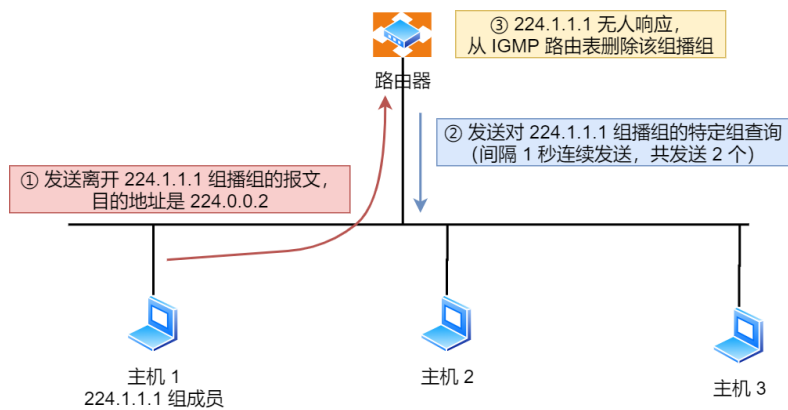 ③ 224.1.1.1 无人响应，
从 IGMP 路由表删除该组播组
路由器
② 发送对 224.1.1.1 组播组的特定组查询
（间隔 1 秒连续发送，共发送 2 个）
① 发送离开 224.1.1.1 组播组的报文，
目的地址是 224.0.0.2
主机 1
224.1.1.1 组成员
主机 2
主机 3